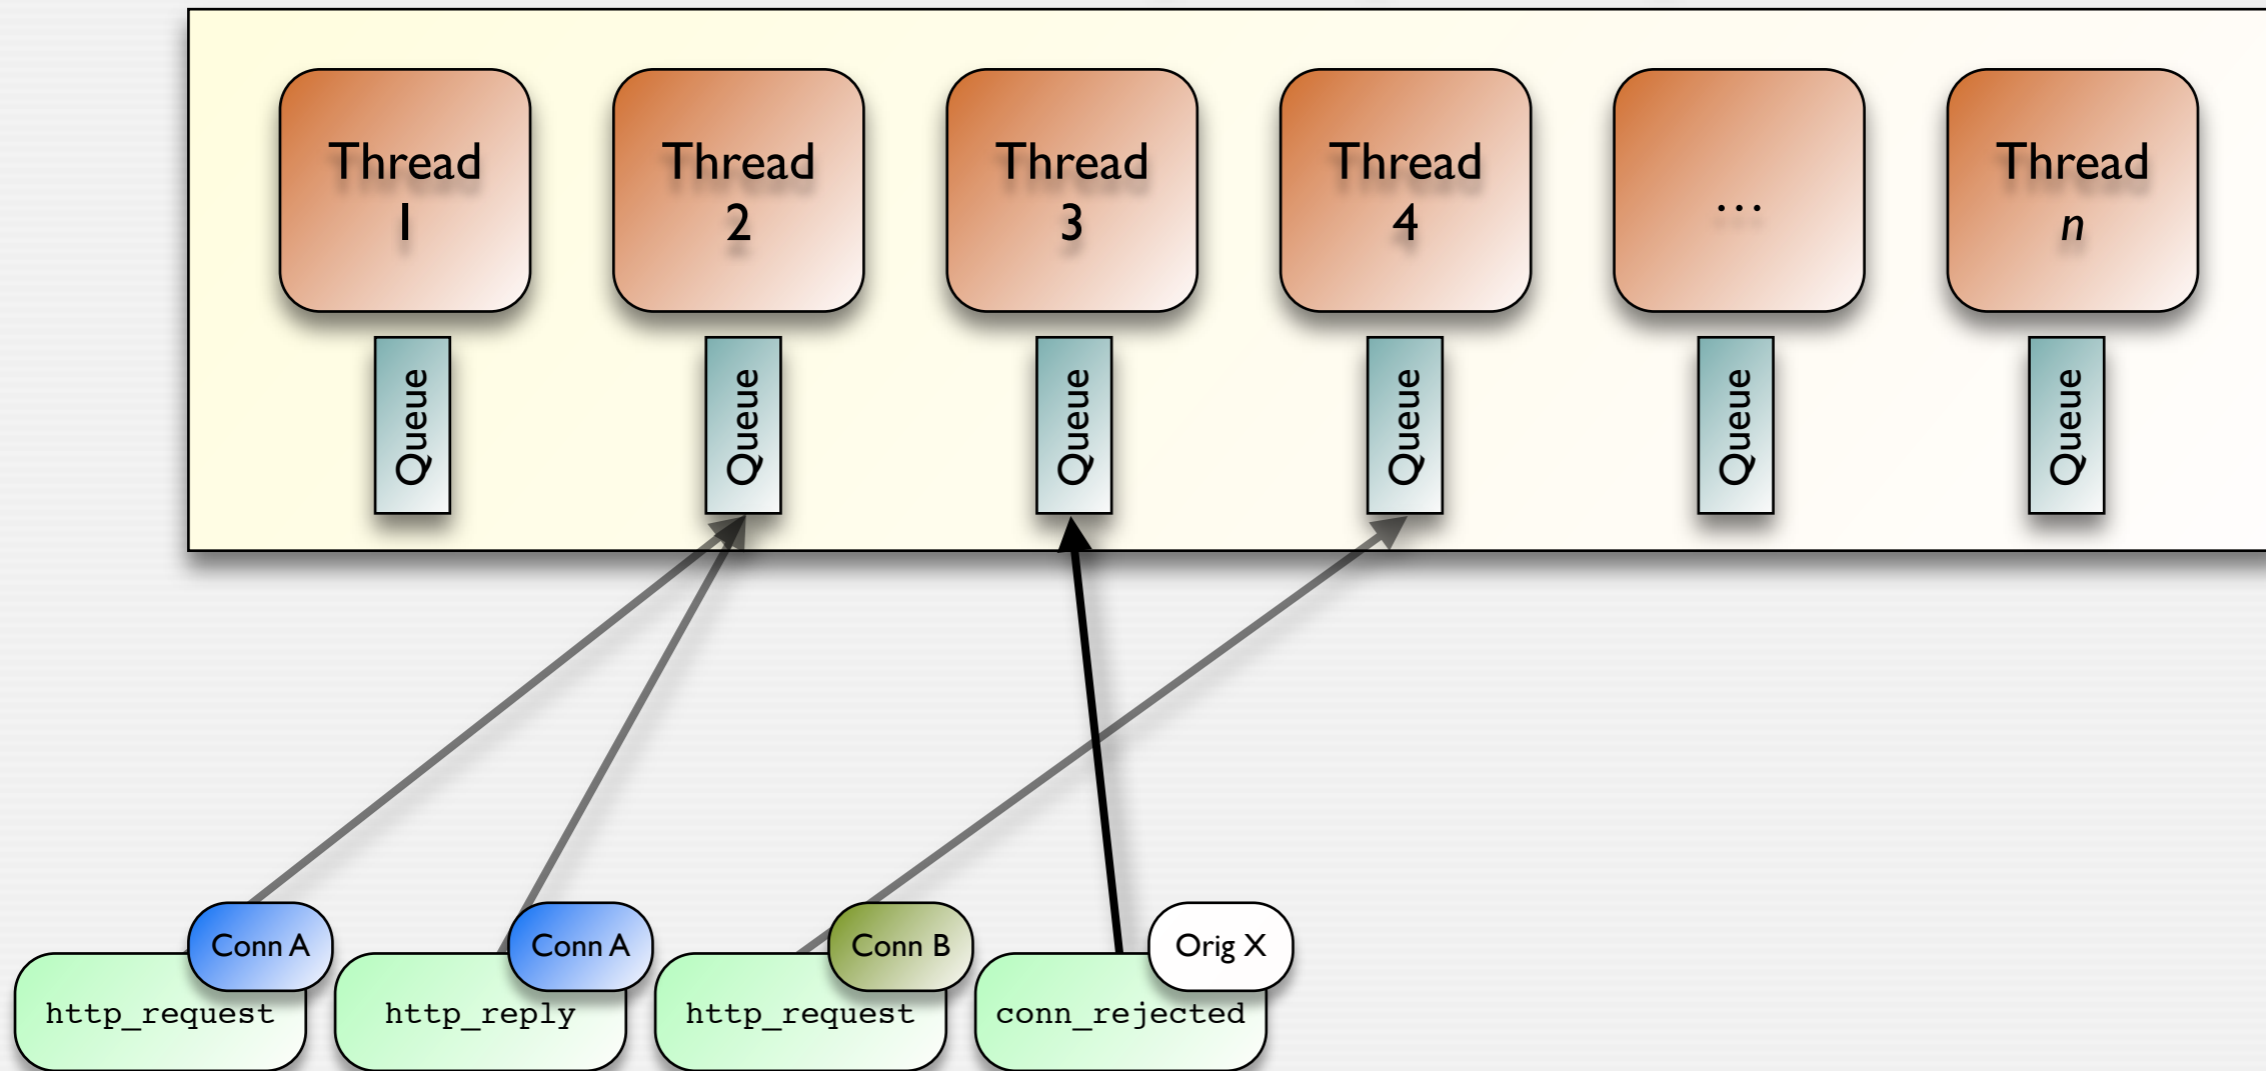 Thread
1
Thread
2
Thread
3
Thread
4
...
Thread
n
Queue
Queue
Queue
Queue
Queue
Queue
Conn A
Conn A
Conn B
Orig X
http_request
http_reply
http_request
conn_rejected